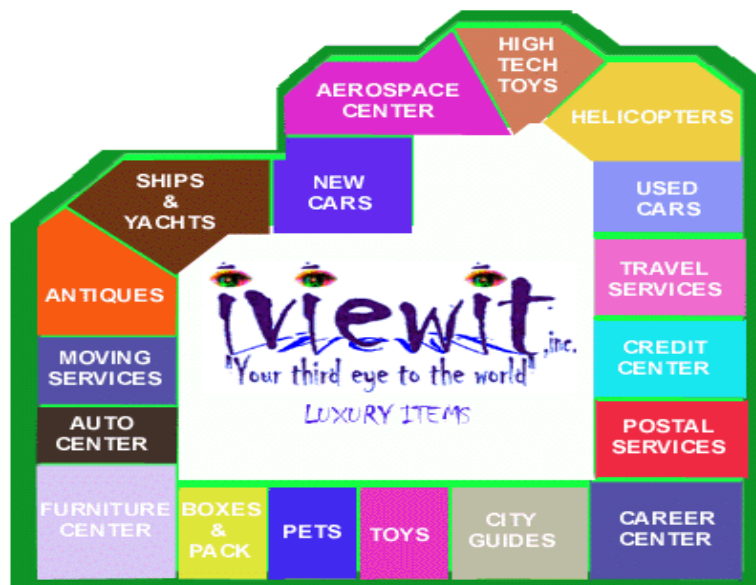 HIGH
TECH
TOYS
AEROSPACE
CENTER
HELICOPTERS
SHIPS
&
YACHTS
NEW
CARS
USED
CARS
ANTIQUES
TRAVEL
SERVICES
iviewit
,inc.
"Your third eye to the world"
LUXURY ITEMS
MOVING
SERVICES
CREDIT
CENTER
AUTO
CENTER
POSTAL
SERVICES
FURNITURE
CENTER
BOXES
&
PACK
PETS
TOYS
CITY
GUIDES
CAREER
CENTER